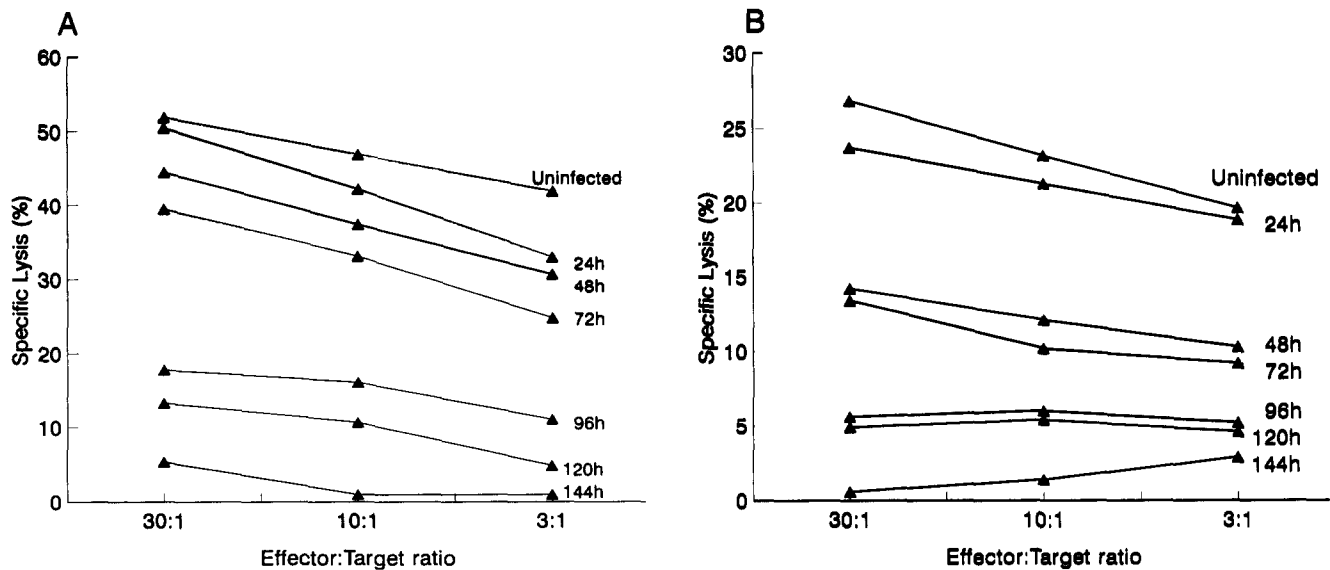 A
60
50
40
30
20
10
0
Specific Lysis (%)
Uninfected
24h
48h
72h
96h
120h
144h
30:1 10:1 3:1
Effector:Target ratio
B
30
25
20
15
10
5
0
Specific Lysis (%)
Uninfected
24h
48h
72h
96h
120h
144h
30:1 10:1 3:1
Effector:Target ratio